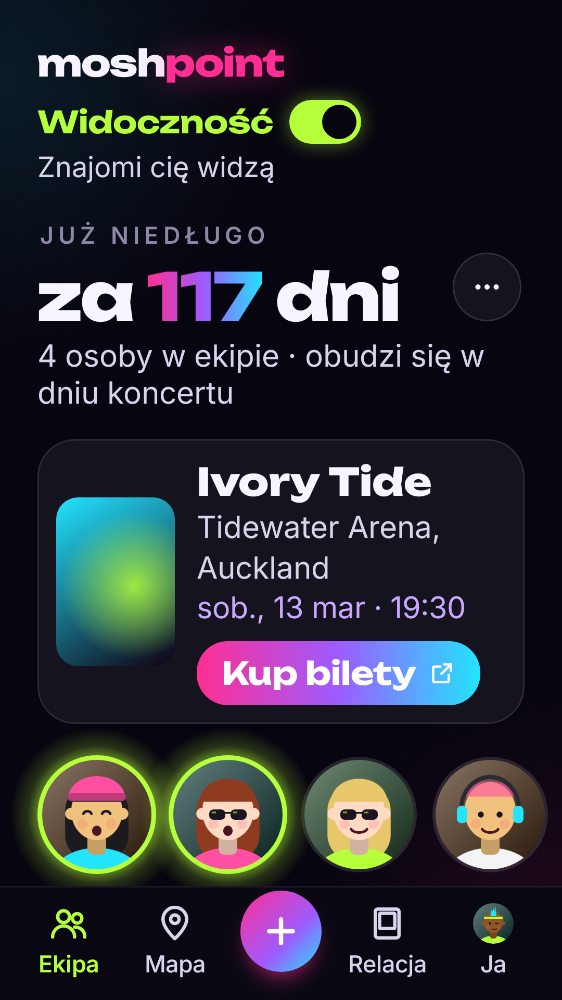 moshpoint
Widoczność
Znajomi cię widzą
JUŻ NIEDŁUGO
za 117 dni
4 osoby w ekipie · obudzi się w
dniu koncertu
Ivory Tide
Tidewater Arena,
Auckland
sob., 13 mar · 19:30
Kup bilety
Ekipa
Mapa
Relacja
Ja